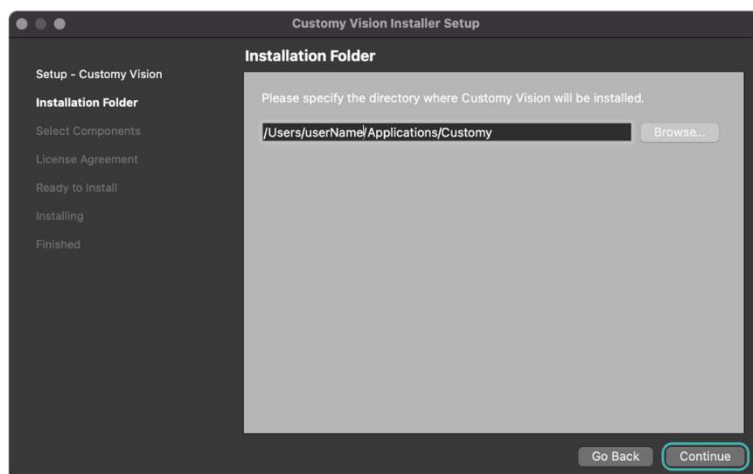 Customy Vision Installer Setup
Setup - Customy Vision
Installation Folder
Select Components
License Agreement
Ready to Install
Installing
Finished
Installation Folder
Please specify the directory where Customy Vision will be installed.
/Users/userName/Applications/Customy
Browse...
Go Back
Continue